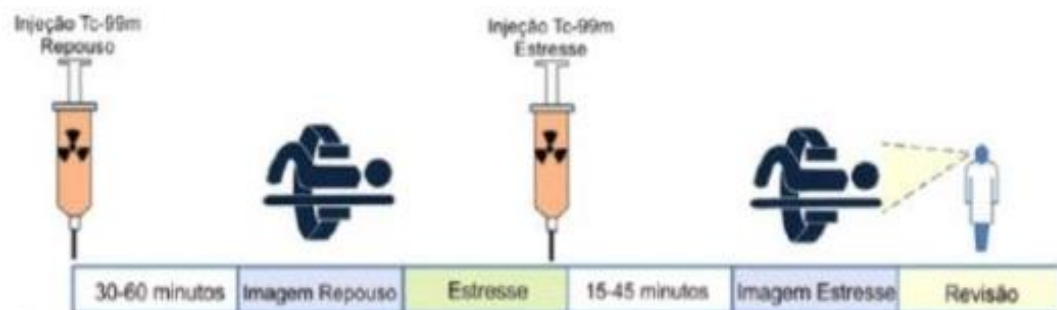 Injeção Tc-99m
Repouso
Injeção Tc-99m
Estresse
30-60 minutos
Imagem Repouso
Estresse
15-45 minutos
Imagem Estresse
Revisão